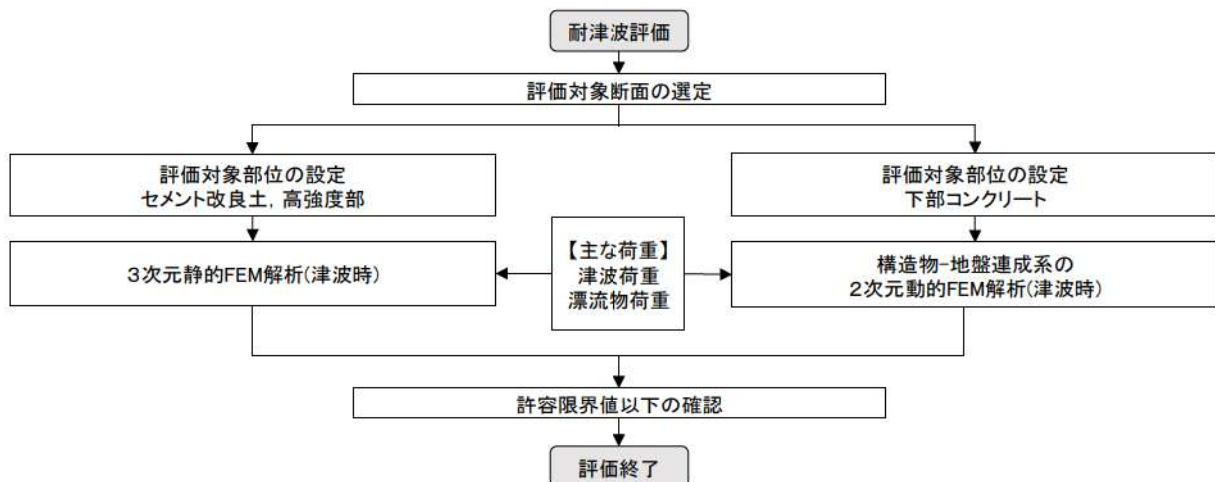 耐津波評価
評価対象断面の選定
評価対象部位の設定
セメント改良土，高強度部
評価対象部位の設定
下部コンクリート
3次元静的FEM解析(津波時)
【主な荷重】
津波荷重
漂流物荷重
構造物-地盤連成系の
2次元動的FEM解析(津波時)
許容限界値以下の確認
評価終了